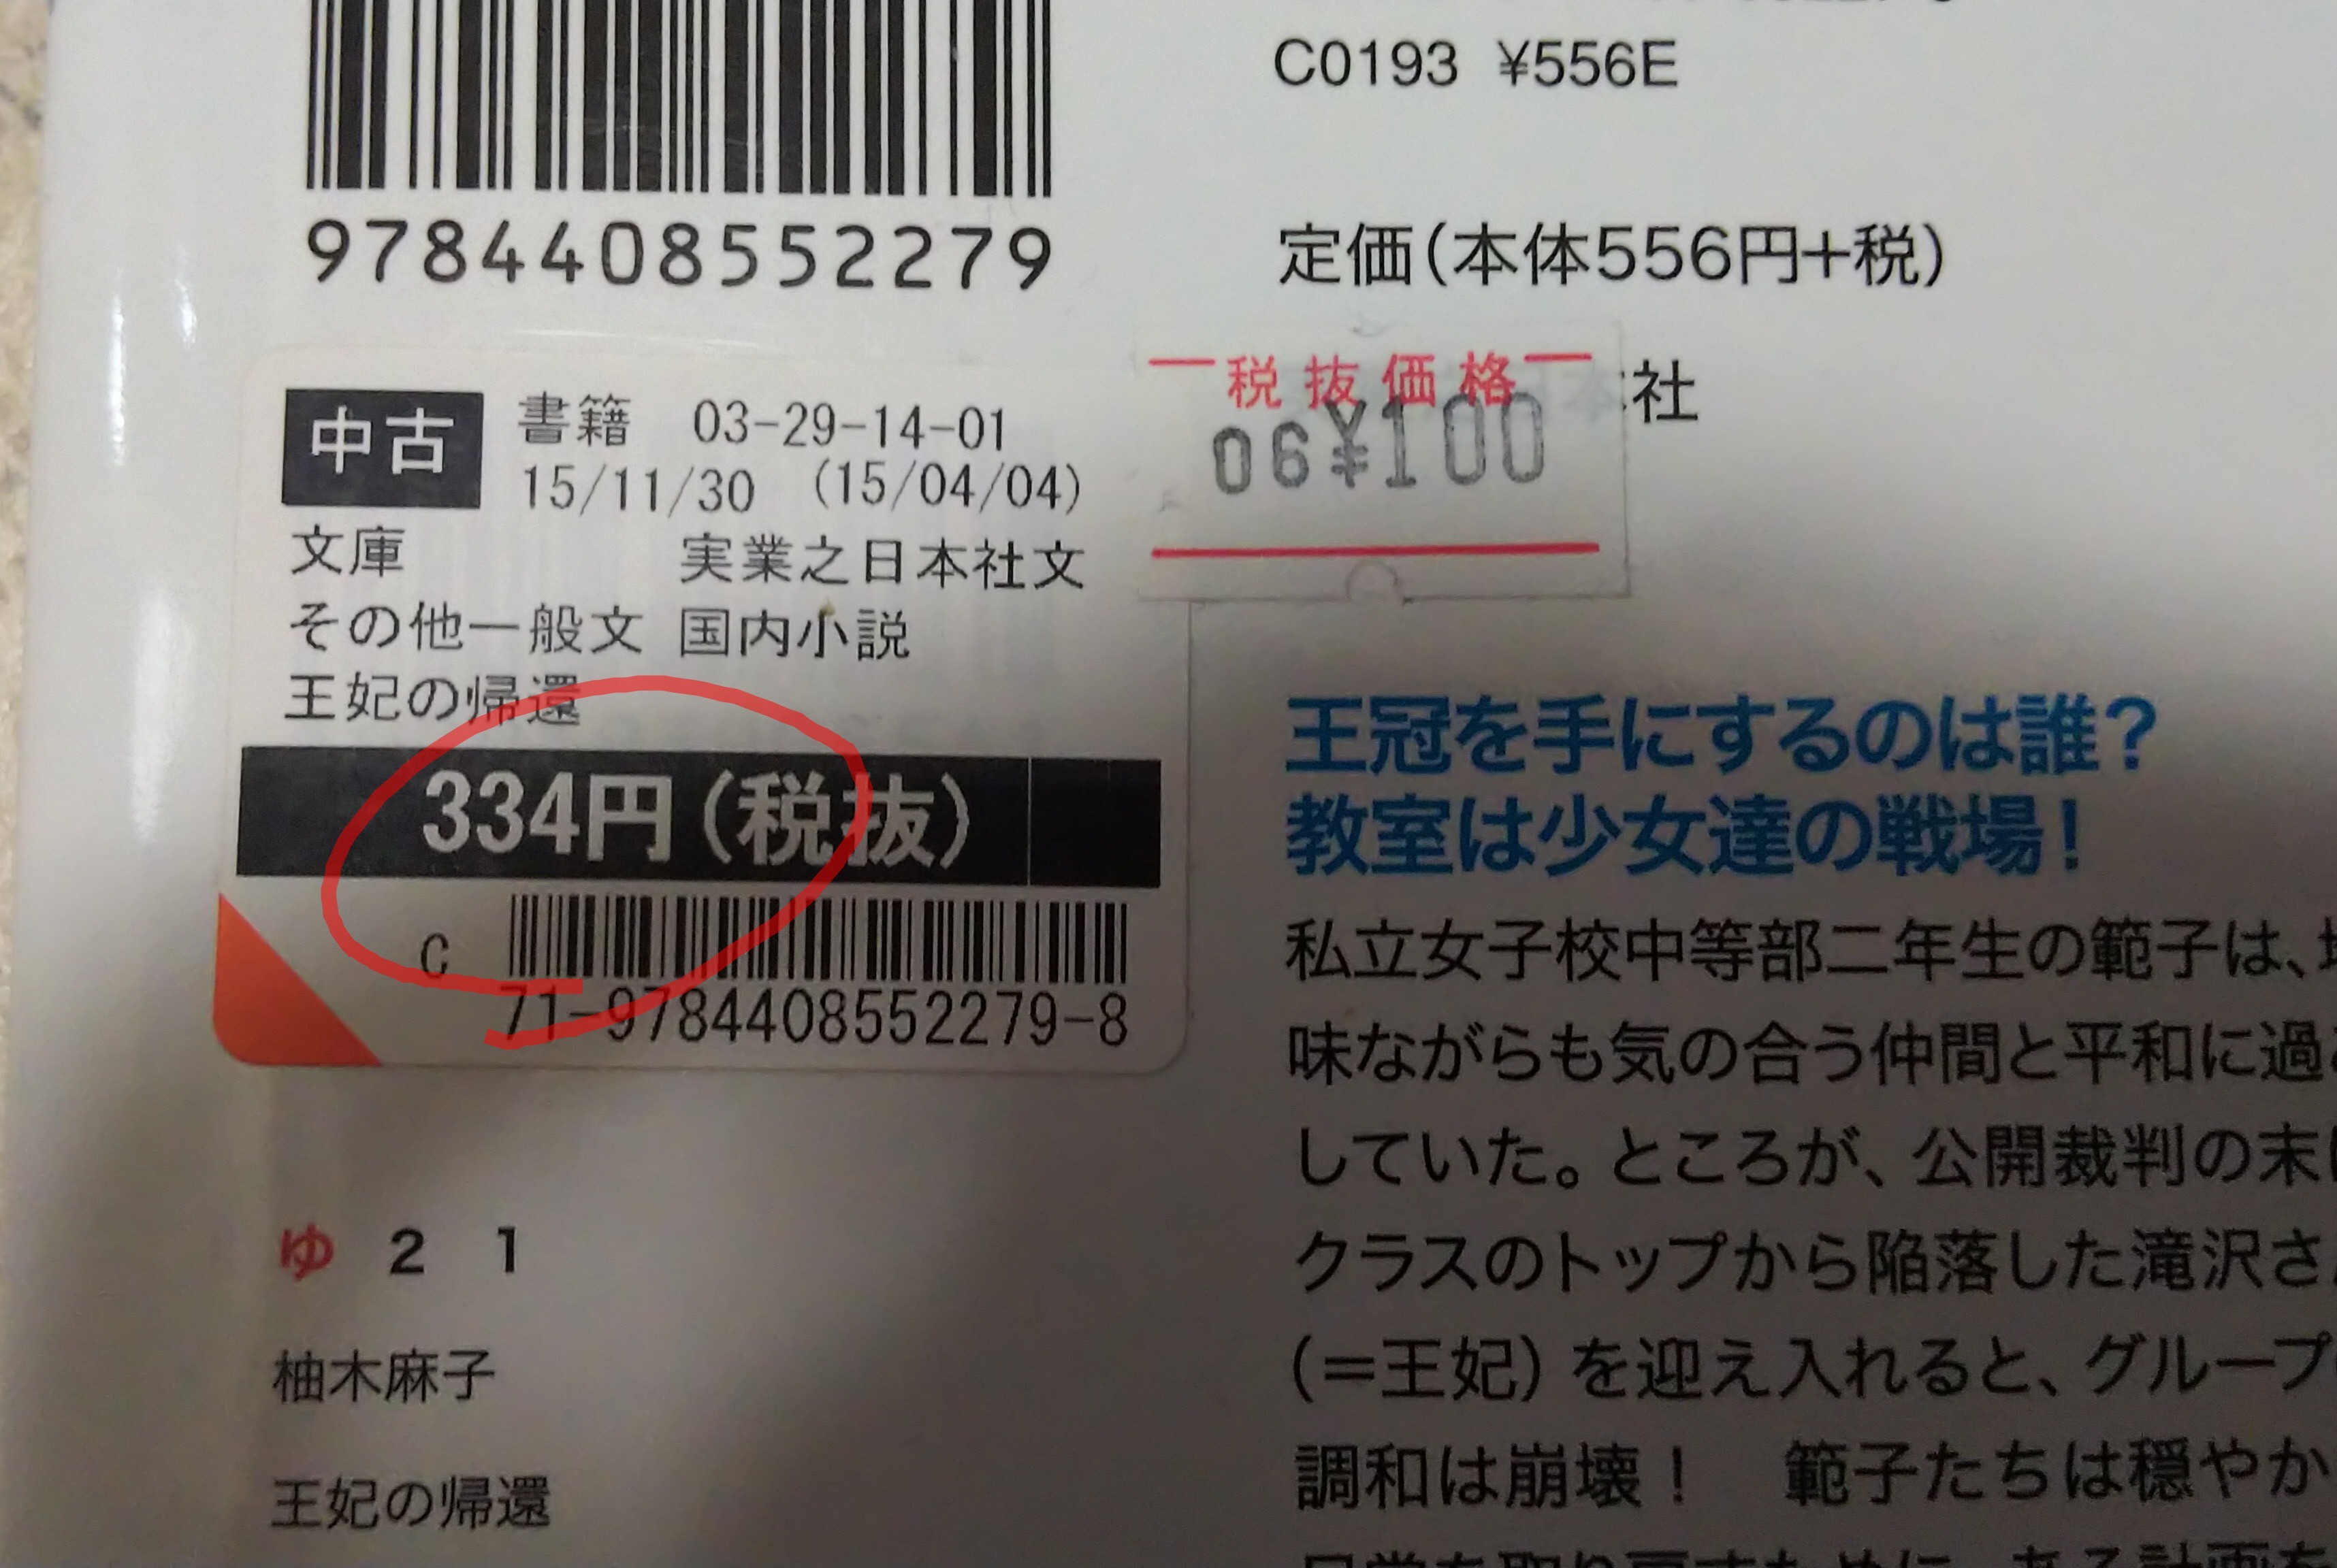 C0193 ¥556E
9784408552279
定価(本体556円+税)
社
税抜価格
06¥100
中古
書籍 03-29-14-01
15/11/30 (15/04/04)
文庫 実業之日本社文
その他一般文 国内小説
王妃の帰還
334円(税抜)
C
71-9784408552279-8
王冠を手にするのは誰?
教室は少女達の戦場!
私立女子校中等部二年生の範子は、
味ながらも気の合う仲間と平和に過
していた。ところが、公開裁判の末
クラスのトップから陥落した滝沢さ
(=王妃)を迎え入れると、グループ
調和は崩壊! 範子たちは穏やか
ゆ 2 1
柚木麻子
王妃の帰還